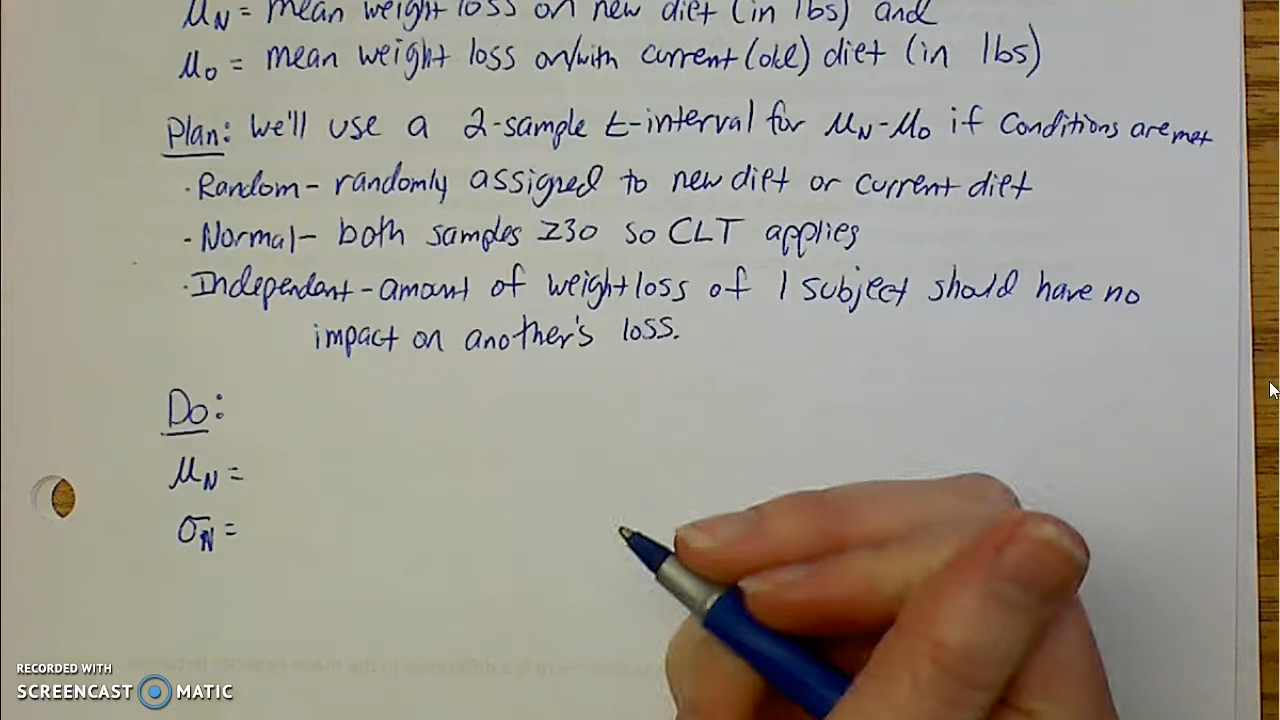 μN = mean weight loss on new diet (in lbs) and
μo = mean weight loss on/with current (old) diet (in lbs)
Plan: We'll use a 2-sample t-interval for μN-μo if conditions are met
· Random - randomly assigned to new diet or current diet
· Normal - both samples ≥30 so CLT applies
· Independent - amount of weight loss of 1 subject should have no
impact on another's loss.
Do:
μN =
σN =
RECORDED WITH
SCREENCAST O MATIC